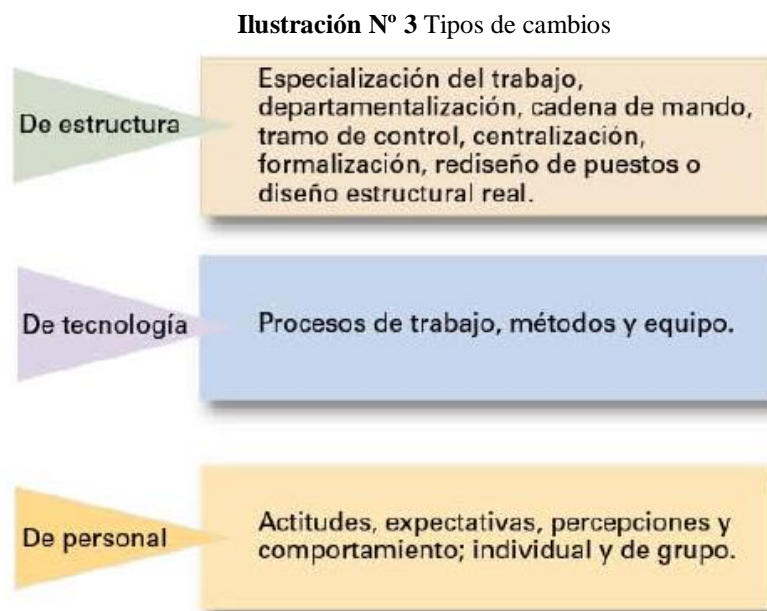 Ilustración Nº 3 Tipos de cambios
De estructura
Especialización del trabajo,
departamentalización, cadena de mando,
tramo de control, centralización,
formalización, rediseño de puestos o
diseño estructural real.
De tecnología
Procesos de trabajo, métodos y equipo.
De personal
Actitudes, expectativas, percepciones y
comportamiento; individual y de grupo.